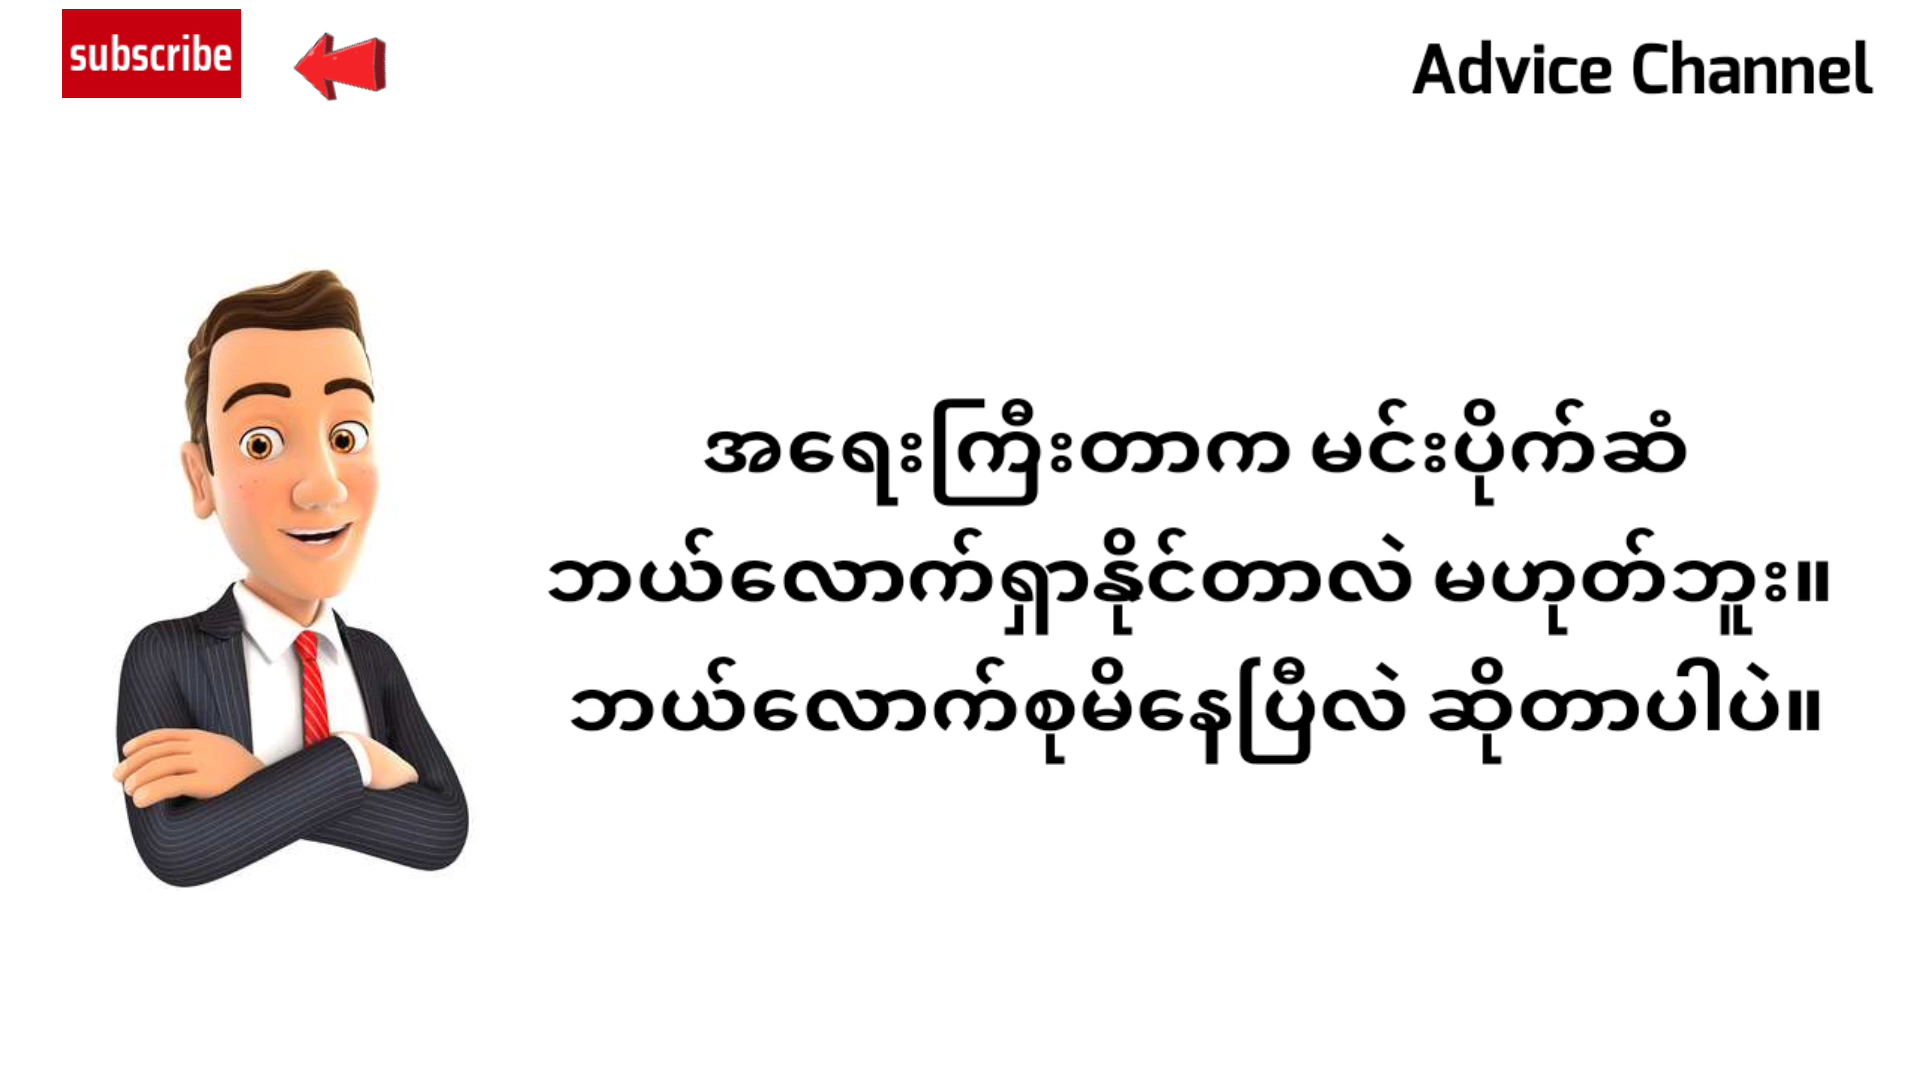 subscribe
Advice Channel
အရေးကြီးတာက မင်းပိုက်ဆံ
ဘယ်လောက်ရှာနိုင်တာလဲ မဟုတ်ဘူး။
ဘယ်လောက်စုမိနေပြီလဲ ဆိုတာပါပဲ။